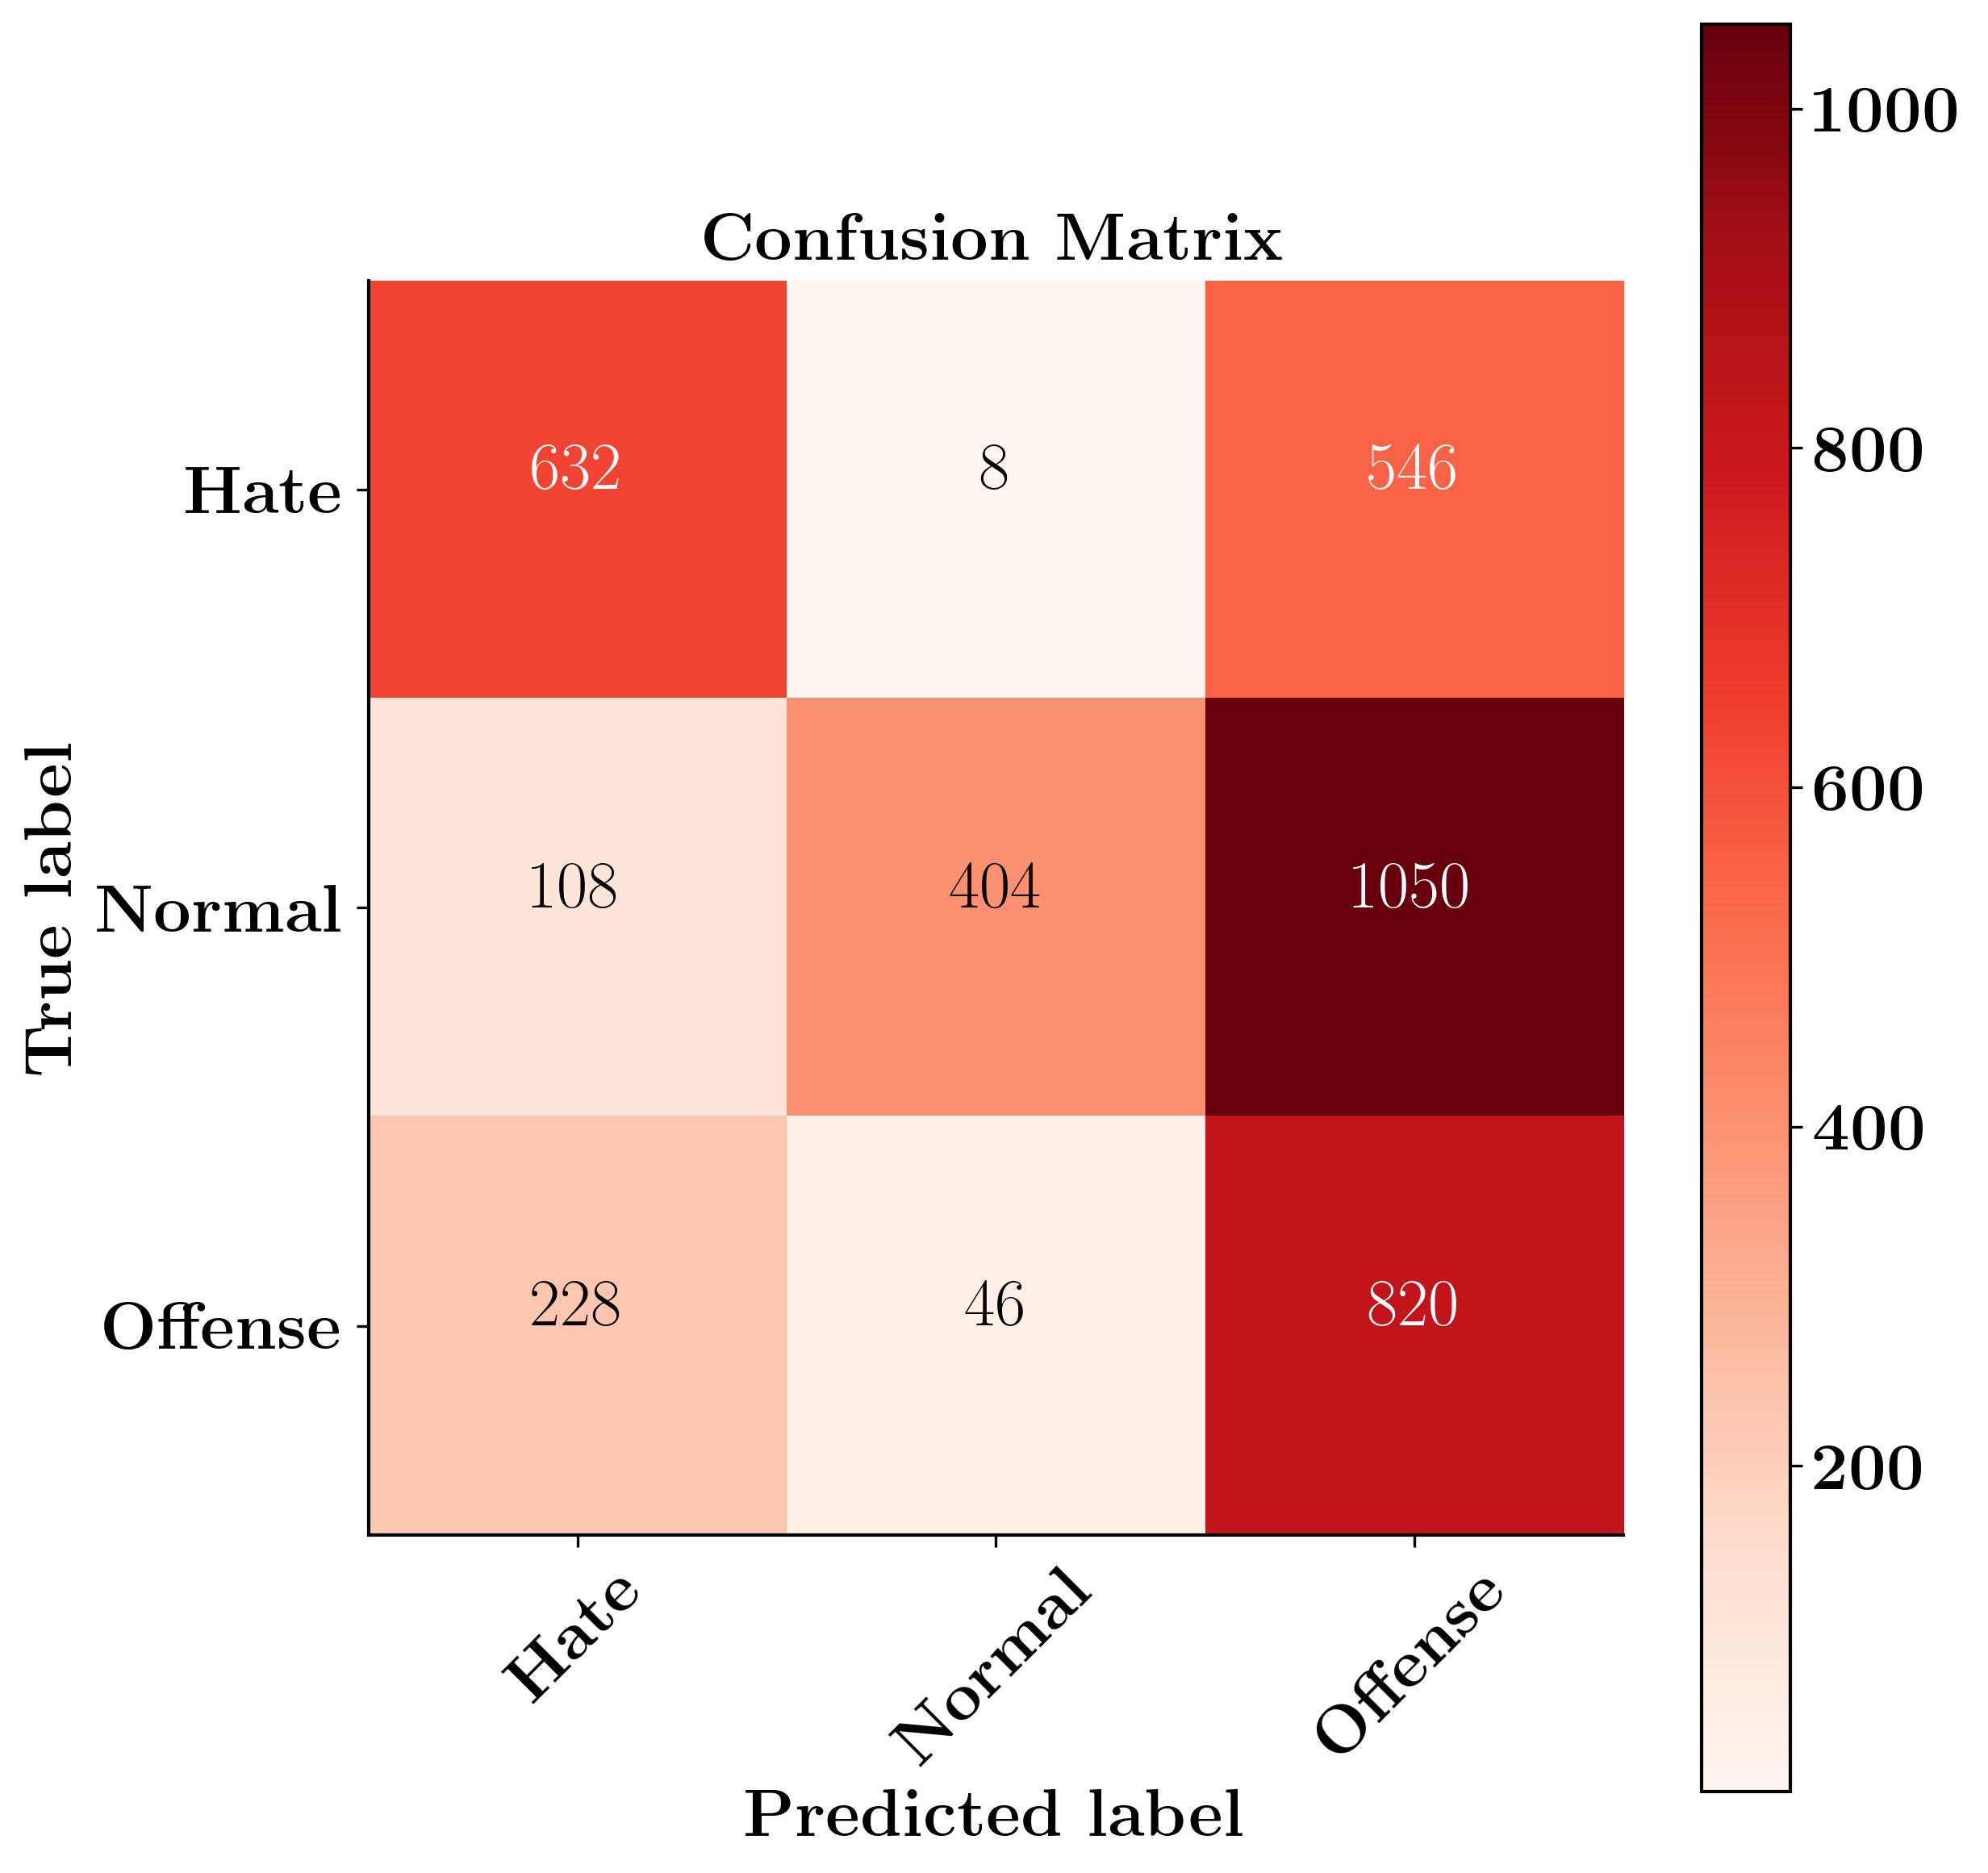 Confusion Matrix
True label
Hate
Normal
Offense
632 8 546
108 404 1050
228 46 820
Hate
Normal
Offense
Predicted label
1000
800
600
400
200